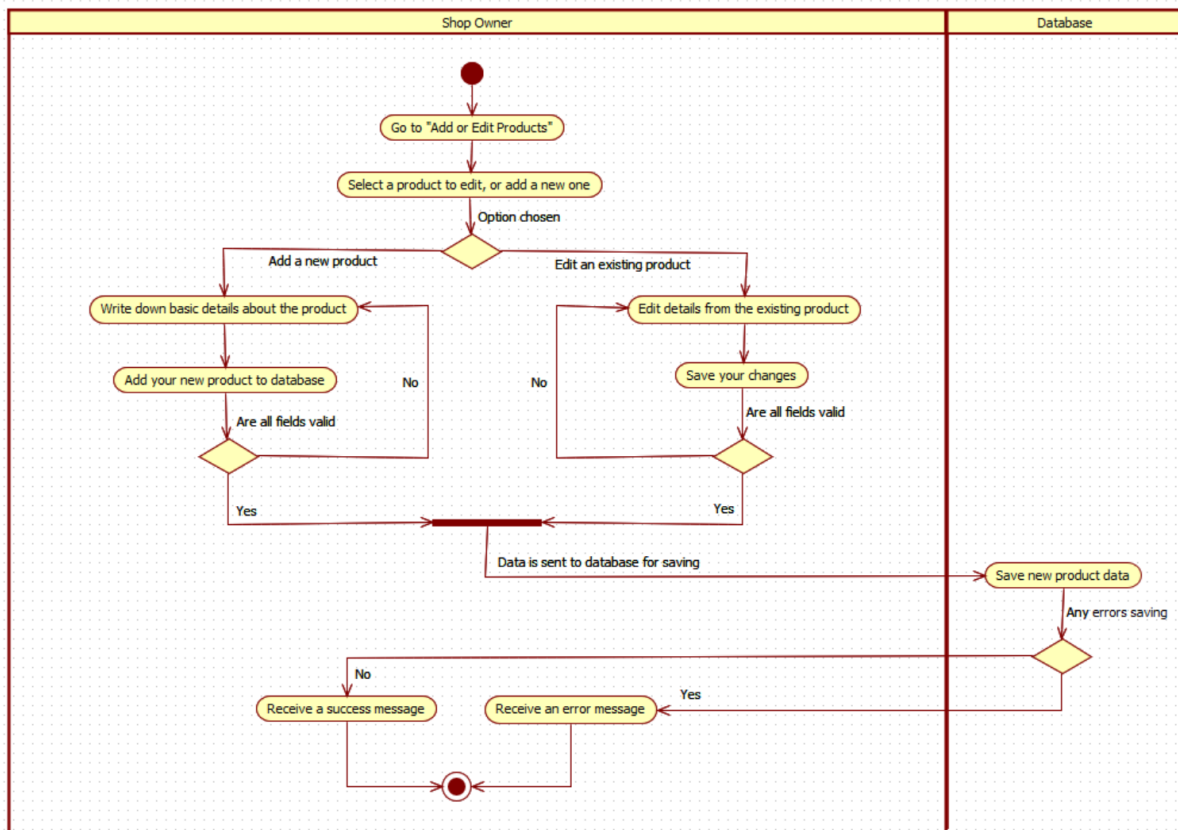 Shop Owner
Database
Go to "Add or Edit Products"
Select a product to edit, or add a new one
Option chosen
Add a new product
Edit an existing product
Write down basic details about the product
Edit details from the existing product
Add your new product to database
No
No
Save your changes
Are all fields valid
Are all fields valid
Yes
Yes
Data is sent to database for saving
Save new product data
Any errors saving
No
Yes
Receive a success message
Receive an error message